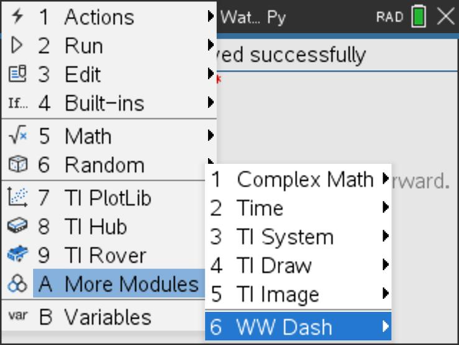 Wat... Py RAD
1 Actions
2 Run
3 Edit
If... 4 Built-ins
5 Math
6 Random
7 TI PlotLib
8 TI Hub
9 TI Rover
A More Modules
var B Variables
ved successfully
*
rward.
1 Complex Math
2 Time
3 TI System
4 TI Draw
5 TI Image
6 WW Dash